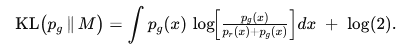 KL(p_g ∥ M) = ∫ p_g(x) log[ p_g(x) / (p_r(x)+p_g(x)) ] dx + log(2).